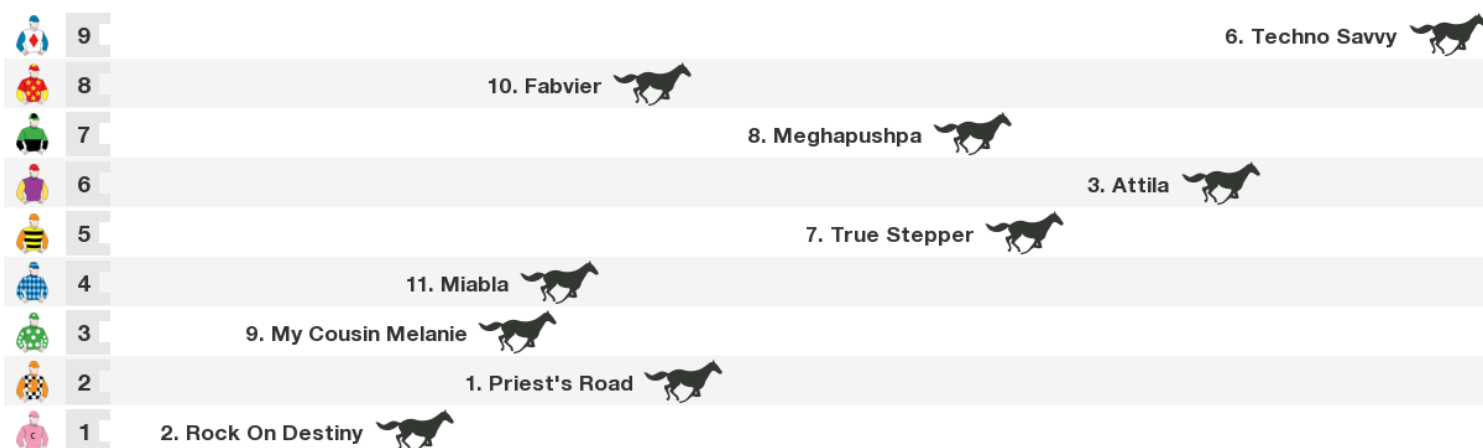 9 6. Techno Savvy
8 10. Fabvier
7 8. Meghapushpa
6 3. Attila
5 7. True Stepper
4 11. Miabla
3 9. My Cousin Melanie
2 1. Priest's Road
C 1 2. Rock On Destiny